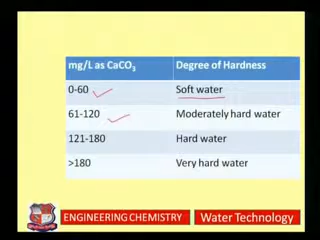 mg/L as CaCO₃ Degree of Hardness
0-60 Soft water
61-120 Moderately hard water
121-180 Hard water
>180 Very hard water
ENGINEERING CHEMISTRY Water Technology